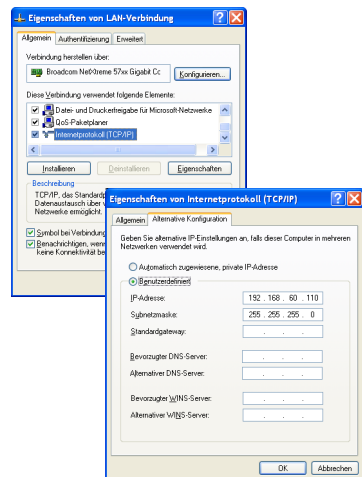 Eigenschaften von LAN-Verbindung
Allgemein Authentifizierung Erweitert
Verbindung herstellen über:
Broadcom NetXtreme 57xx Gigabit Cc
Konfigurieren...
Diese Verbindung verwendet folgende Elemente:
Datei- und Druckerfreigabe für Microsoft-Netzwerke
QoS-Paketplaner
Internetprotokoll (TCP/IP)
Installieren Deinstallieren Eigenschaften
Beschreibung
TCP/IP, das Standardp
Datenaustausch über v
Netzwerke ermöglicht.
Symbol bei Verbindung
Benachrichtigen, wenn
keine Konnektivität be
Eigenschaften von Internetprotokoll (TCP/IP)
Allgemein Alternative Konfiguration
Geben Sie alternative IP-Einstellungen an, falls dieser Computer in mehreren
Netzwerken verwendet wird.
Automatisch zugewiesene, private IP-Adresse
Benutzerdefiniert
IP-Adresse: 192 . 168 . 60 . 110
Subnetzmaske: 255 . 255 . 255 . 0
Standardgateway: . . .
Bevorzugter DNS-Server: . . .
Alternativer DNS-Server: . . .
Bevorzugter WINS-Server: . . .
Alternativer WINS-Server: . . .
OK Abbrechen